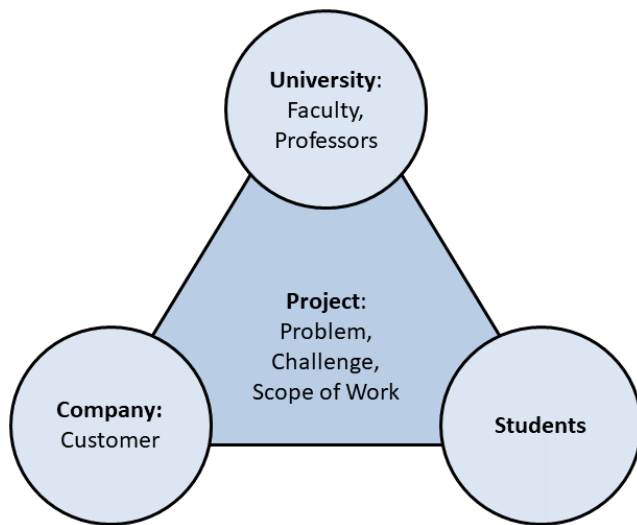 University:
Faculty,
Professors
Project:
Problem,
Challenge,
Scope of Work
Company:
Customer
Students